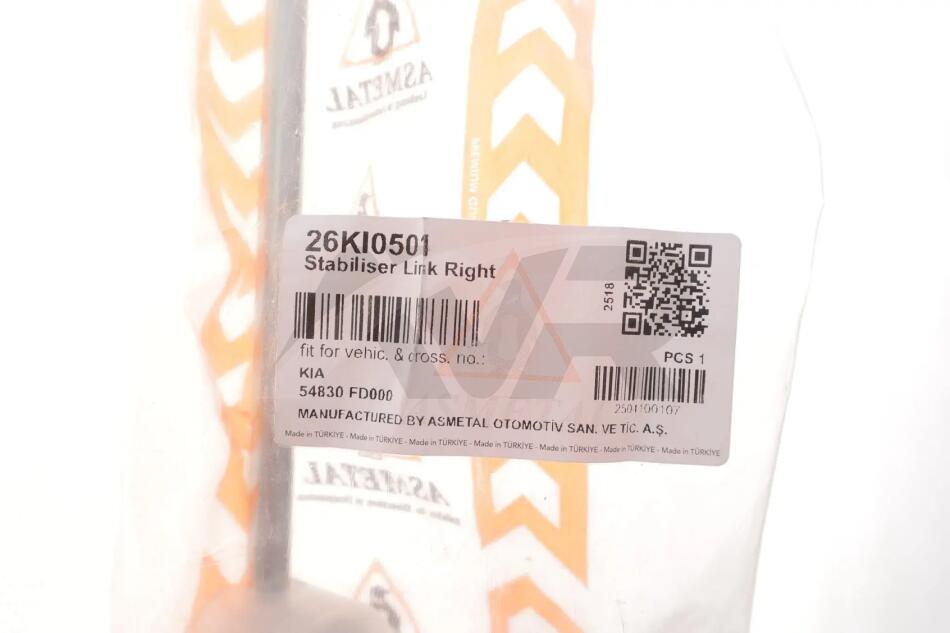 ASMETAL
PREMIUM
26KI0501
Stabiliser Link Right
2518
fit for vehic. & cross. no.:
PCS 1
KIA
54830 FD000
2504100107
MANUFACTURED BY ASMETAL OTOMOTİV SAN. VE TİC. A.Ş.
Made in TÜRKİYE - Made in TÜRKİYE - Made in TÜRKİYE - Made in TÜRKİYE - Made in TÜRKİYE - Made in TÜRKİYE - Made in TÜRKİYE
ASMETAL